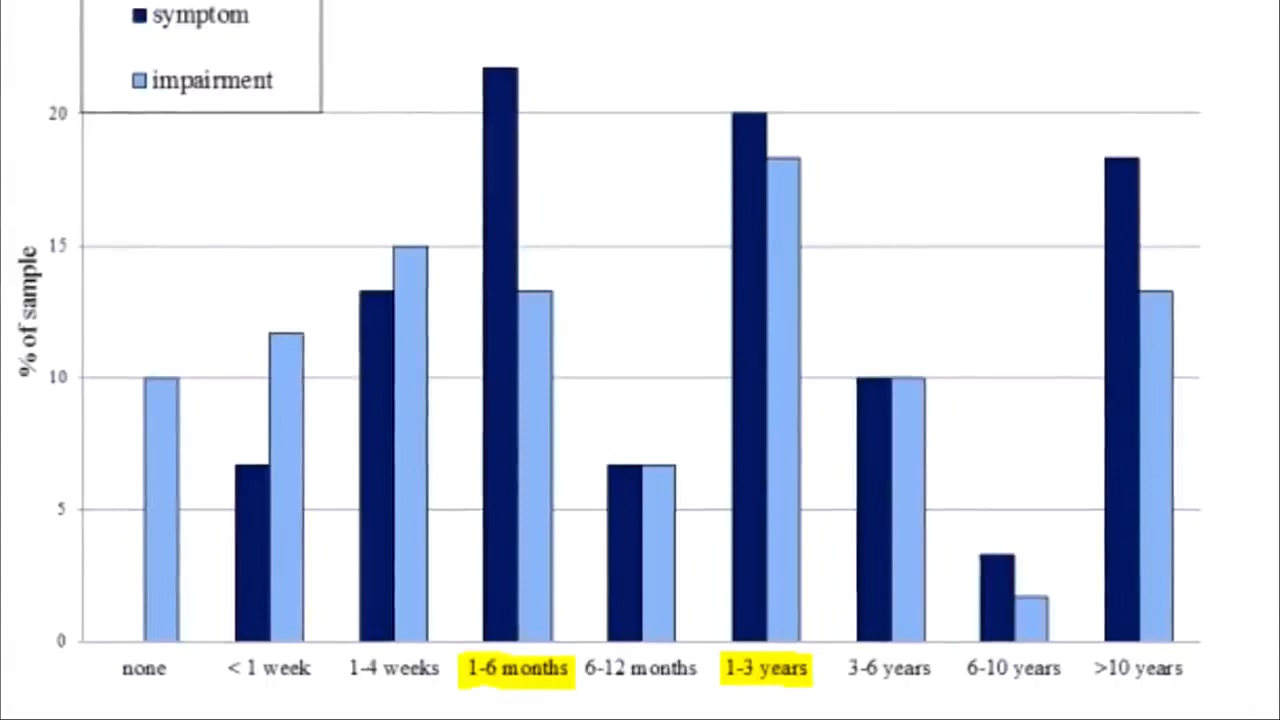 symptom
impairment
20
15
10
5
0
% of sample
none
< 1 week
1-4 weeks
1-6 months
6-12 months
1-3 years
3-6 years
6-10 years
>10 years